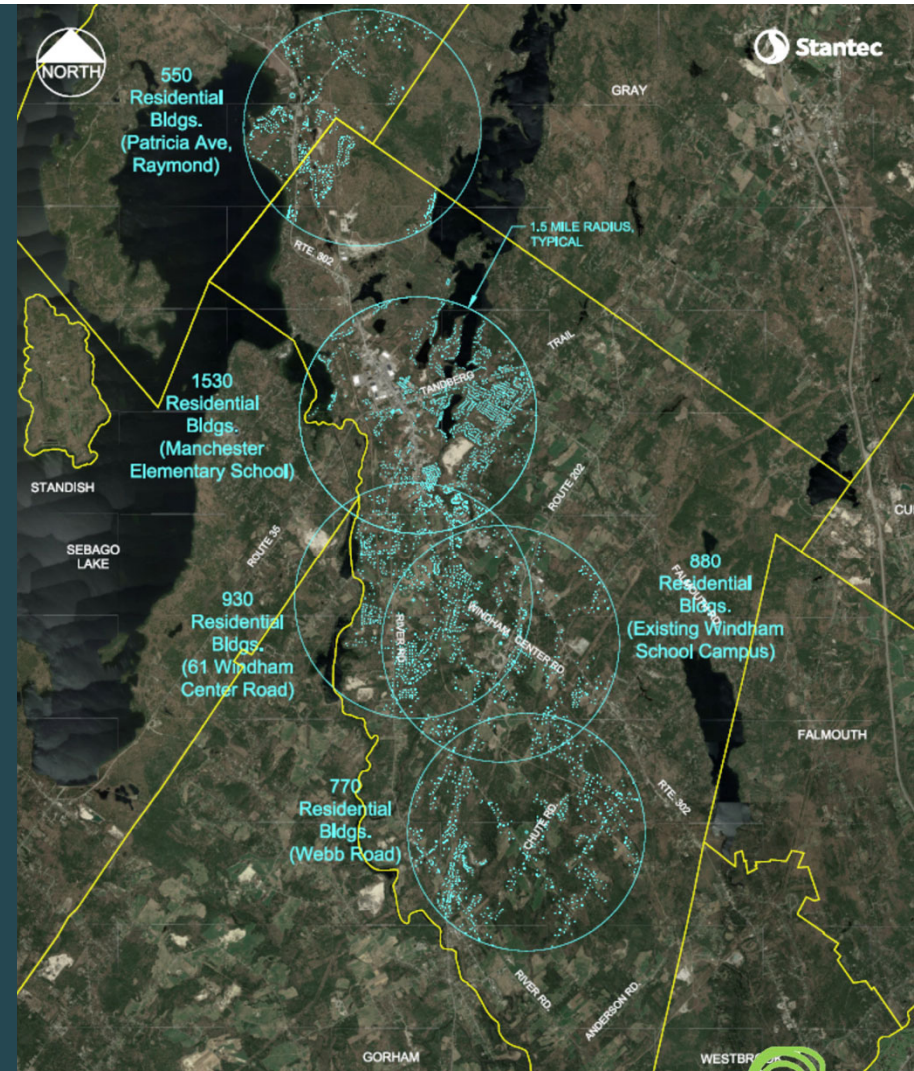 NORTH
Stantec
550
Residential
Bldgs.
(Patricia Ave,
Raymond)
GRAY
1.5 MILE RADIUS,
TYPICAL
RTE. 302
TRAIL
TANDBERG
1530
Residential
Bldgs.
(Manchester
Elementary School)
STANDISH
ROUTE 202
ROUTE 35
SEBAGO
LAKE
930
Residential
Bldgs.
(61 Windham
Center Road)
RIVER RD.
WINDHAM CENTER RD.
880
Residential
Bldgs.
(Existing Windham
School Campus)
FALMOUTH RD.
CU
FALMOUTH
770
Residential
Bldgs.
(Webb Road)
CHUTE RD.
RTE. 302
RIVER RD.
ANDERSON RD.
GORHAM
WESTBROOK